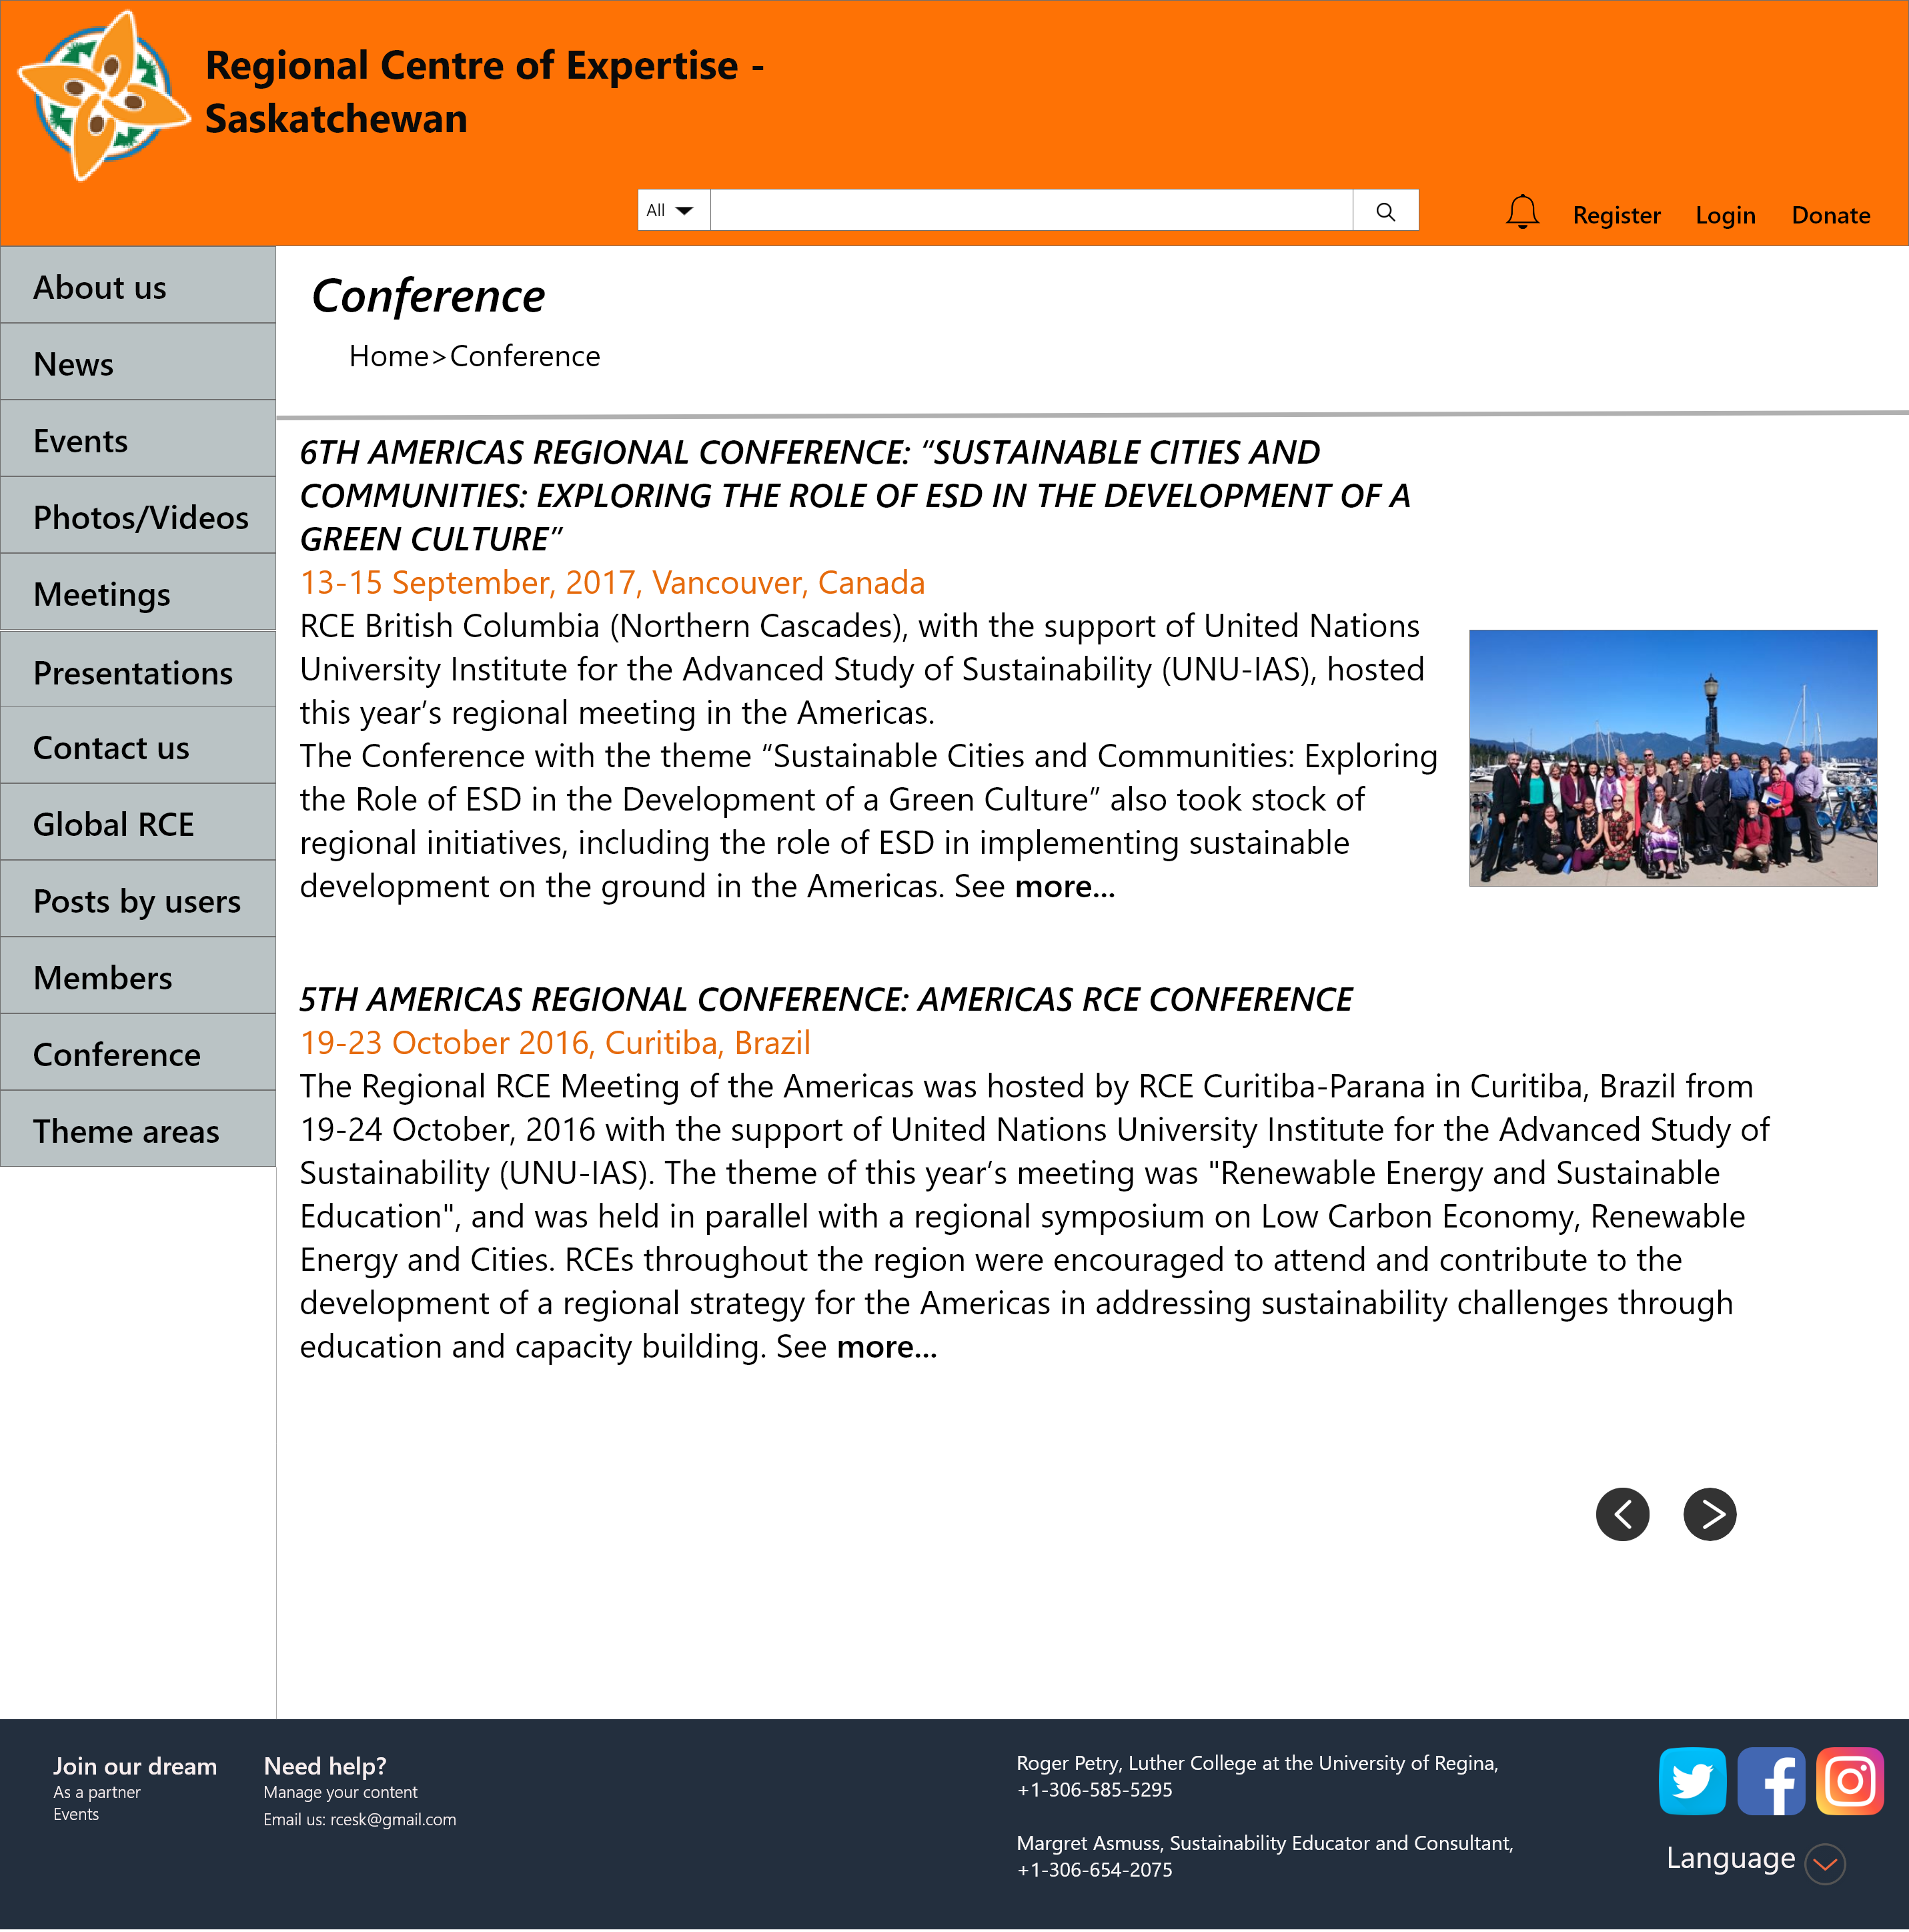 Regional Centre of Expertise -
Saskatchewan
All
Register
Login
Donate
About us
News
Events
Photos/Videos
Meetings
Presentations
Contact us
Global RCE
Posts by users
Members
Conference
Theme areas
Conference
Home>Conference
6TH AMERICAS REGIONAL CONFERENCE: “SUSTAINABLE CITIES AND
COMMUNITIES: EXPLORING THE ROLE OF ESD IN THE DEVELOPMENT OF A
GREEN CULTURE”
13-15 September, 2017, Vancouver, Canada
RCE British Columbia (Northern Cascades), with the support of United Nations
University Institute for the Advanced Study of Sustainability (UNU-IAS), hosted
this year’s regional meeting in the Americas.
The Conference with the theme “Sustainable Cities and Communities: Exploring
the Role of ESD in the Development of a Green Culture” also took stock of
regional initiatives, including the role of ESD in implementing sustainable
development on the ground in the Americas. See more...
5TH AMERICAS REGIONAL CONFERENCE: AMERICAS RCE CONFERENCE
19-23 October 2016, Curitiba, Brazil
The Regional RCE Meeting of the Americas was hosted by RCE Curitiba-Parana in Curitiba, Brazil from
19-24 October, 2016 with the support of United Nations University Institute for the Advanced Study of
Sustainability (UNU-IAS). The theme of this year’s meeting was "Renewable Energy and Sustainable
Education", and was held in parallel with a regional symposium on Low Carbon Economy, Renewable
Energy and Cities. RCEs throughout the region were encouraged to attend and contribute to the
development of a regional strategy for the Americas in addressing sustainability challenges through
education and capacity building. See more...
Join our dream
As a partner
Events
Need help?
Manage your content
Email us: rcesk@gmail.com
Roger Petry, Luther College at the University of Regina,
+1-306-585-5295
Margret Asmuss, Sustainability Educator and Consultant,
+1-306-654-2075
Language